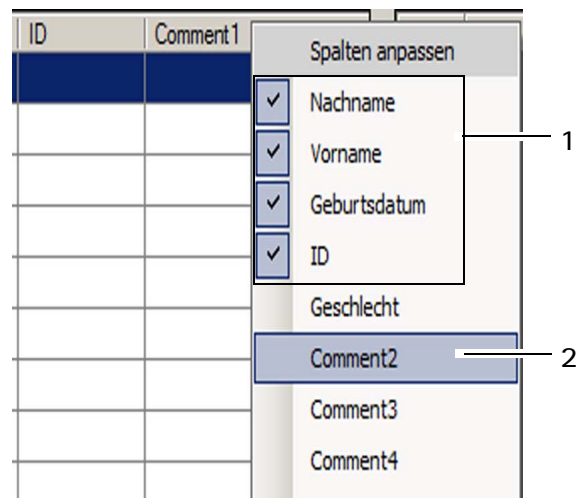 ID Comment1
Spalten anpassen
Nachname
1
Vorname
Geburtsdatum
ID
Geschlecht
Comment2
2
Comment3
Comment4